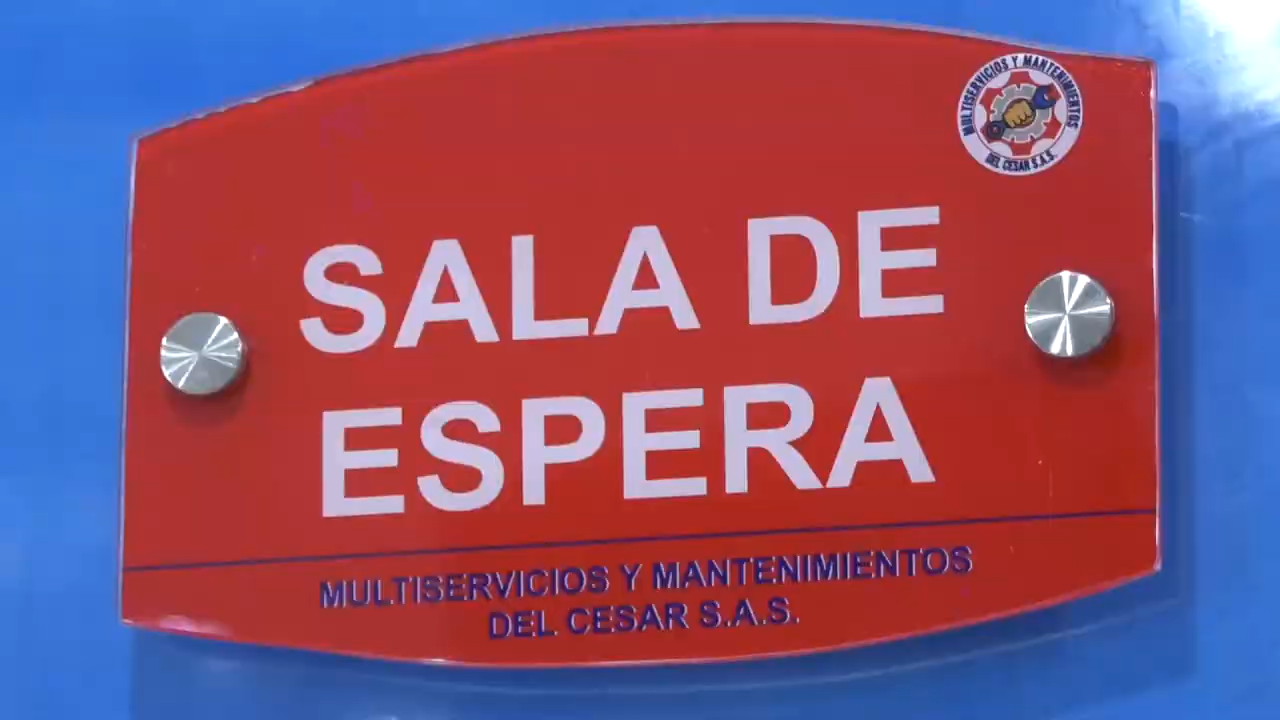 MULTISERVICIOS Y MANTENIMIENTOS
DEL CESAR S.A.S.
SALA DE
ESPERA
MULTISERVICIOS Y MANTENIMIENTOS
DEL CESAR S.A.S.